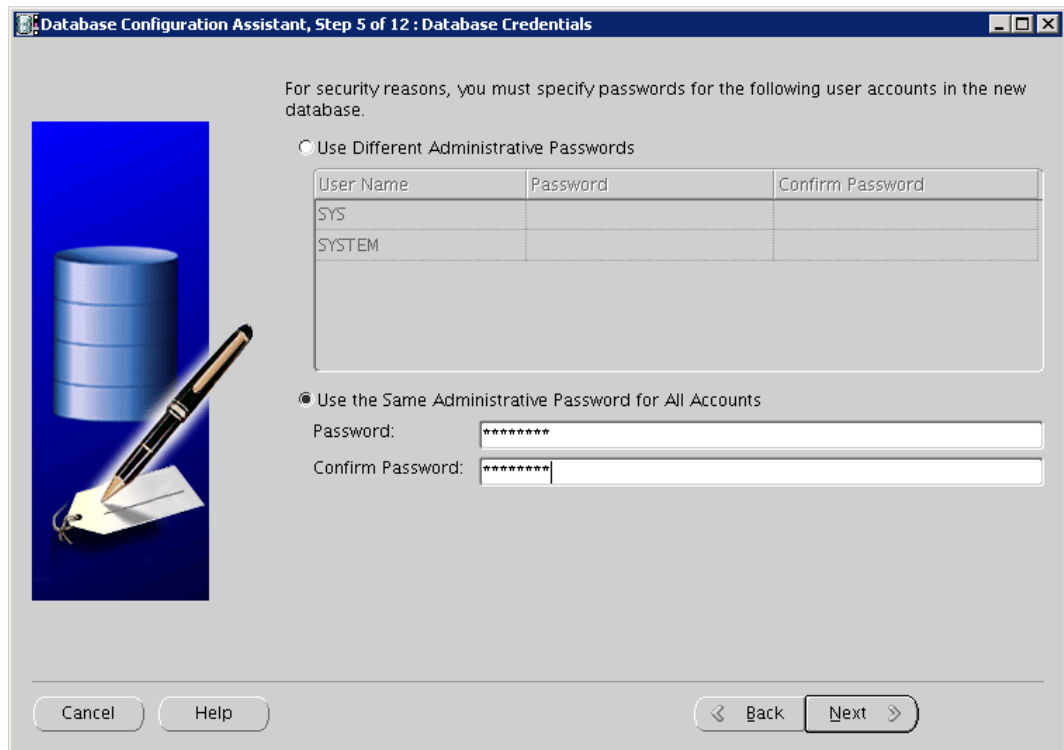 Database Configuration Assistant, Step 5 of 12 : Database Credentials
For security reasons, you must specify passwords for the following user accounts in the new
database.
Use Different Administrative Passwords
User Name Password Confirm Password
SYS
SYSTEM
Use the Same Administrative Password for All Accounts
Password: ********
Confirm Password: ********
Cancel Help Back Next